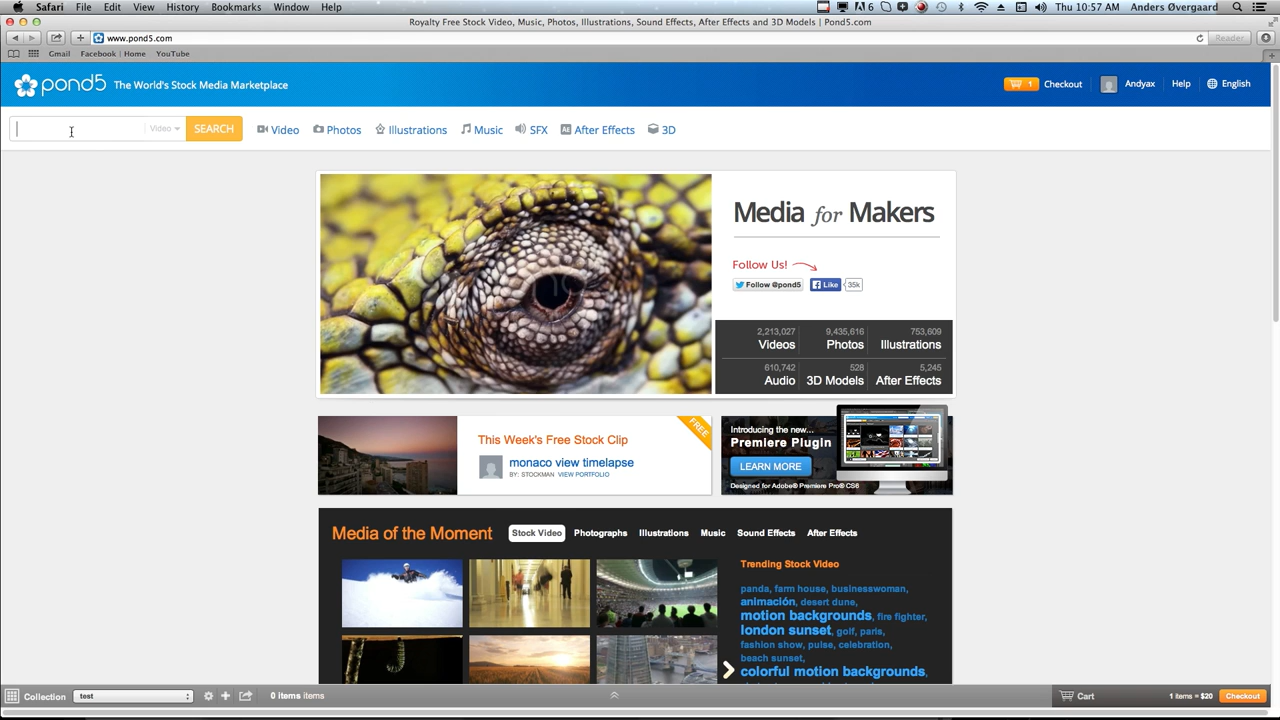 Safari File Edit View History Bookmarks Window Help
6 Thu 10:57 AM Anders Øvergaard
Royalty Free Stock Video, Music, Photos, Illustrations, Sound Effects, After Effects and 3D Models | Pond5.com
www.pond5.com
Reader
Gmail Facebook | Home YouTube
pond5 The World's Stock Media Marketplace
1 Checkout Andyax Help English
Video SEARCH Video Photos Illustrations Music SFX AE After Effects 3D
Media for Makers
Follow Us!
Follow @pond5 Like 35k
2,213,027 9,435,616 753,609
Videos Photos Illustrations
610,742 528 5,245
Audio 3D Models After Effects
This Week's Free Stock Clip
FREE
monaco view timelapse
BY: STOCKMAN VIEW PORTFOLIO
Introducing the new...
Premiere Plugin
LEARN MORE
Designed for Adobe® Premiere Pro® CS6
Media of the Moment Stock Video Photographs Illustrations Music Sound Effects After Effects
Trending Stock Video
panda, farm house, businesswoman,
animación, desert dune,
motion backgrounds, fire fighter,
london sunset, golf, paris,
fashion show, pulse, celebration,
beach sunset,
colorful motion backgrounds,
Collection test 0 items items Cart 1 items = $20 Checkout